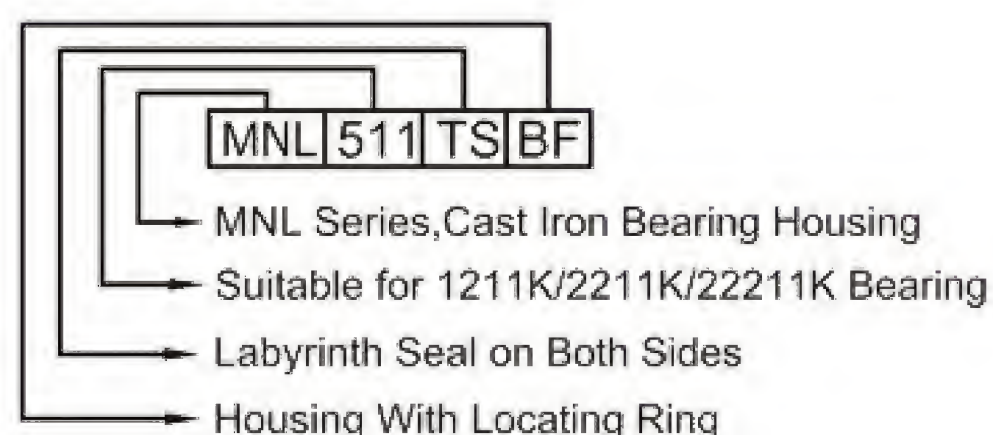 MNL 511 TS BF
MNL Series,Cast Iron Bearing Housing
Suitable for 1211K/2211K/22211K Bearing
Labyrinth Seal on Both Sides
Housing With Locating Ring